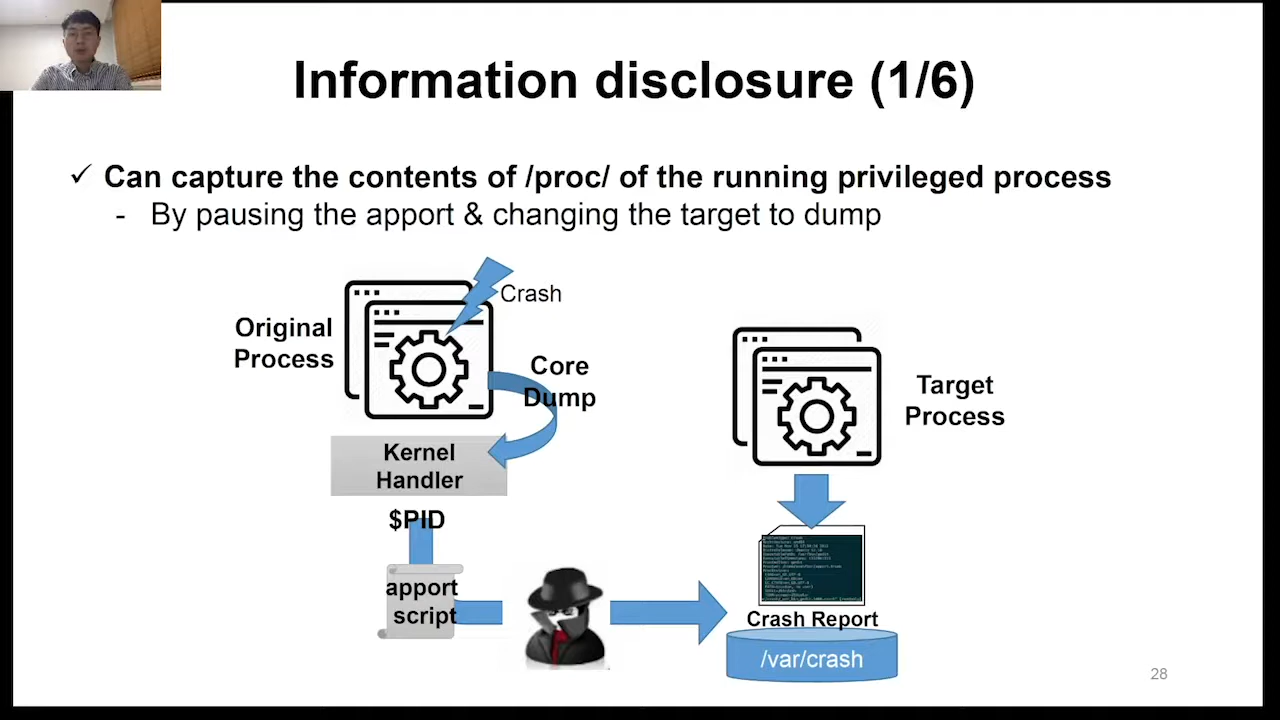 Information disclosure (1/6)
✓ Can capture the contents of /proc/ of the running privileged process
- By pausing the apport & changing the target to dump
Crash
Original
Process
Core
Dump
Target
Process
Kernel
Handler
$PID
apport
script
Crash Report
/var/crash
28